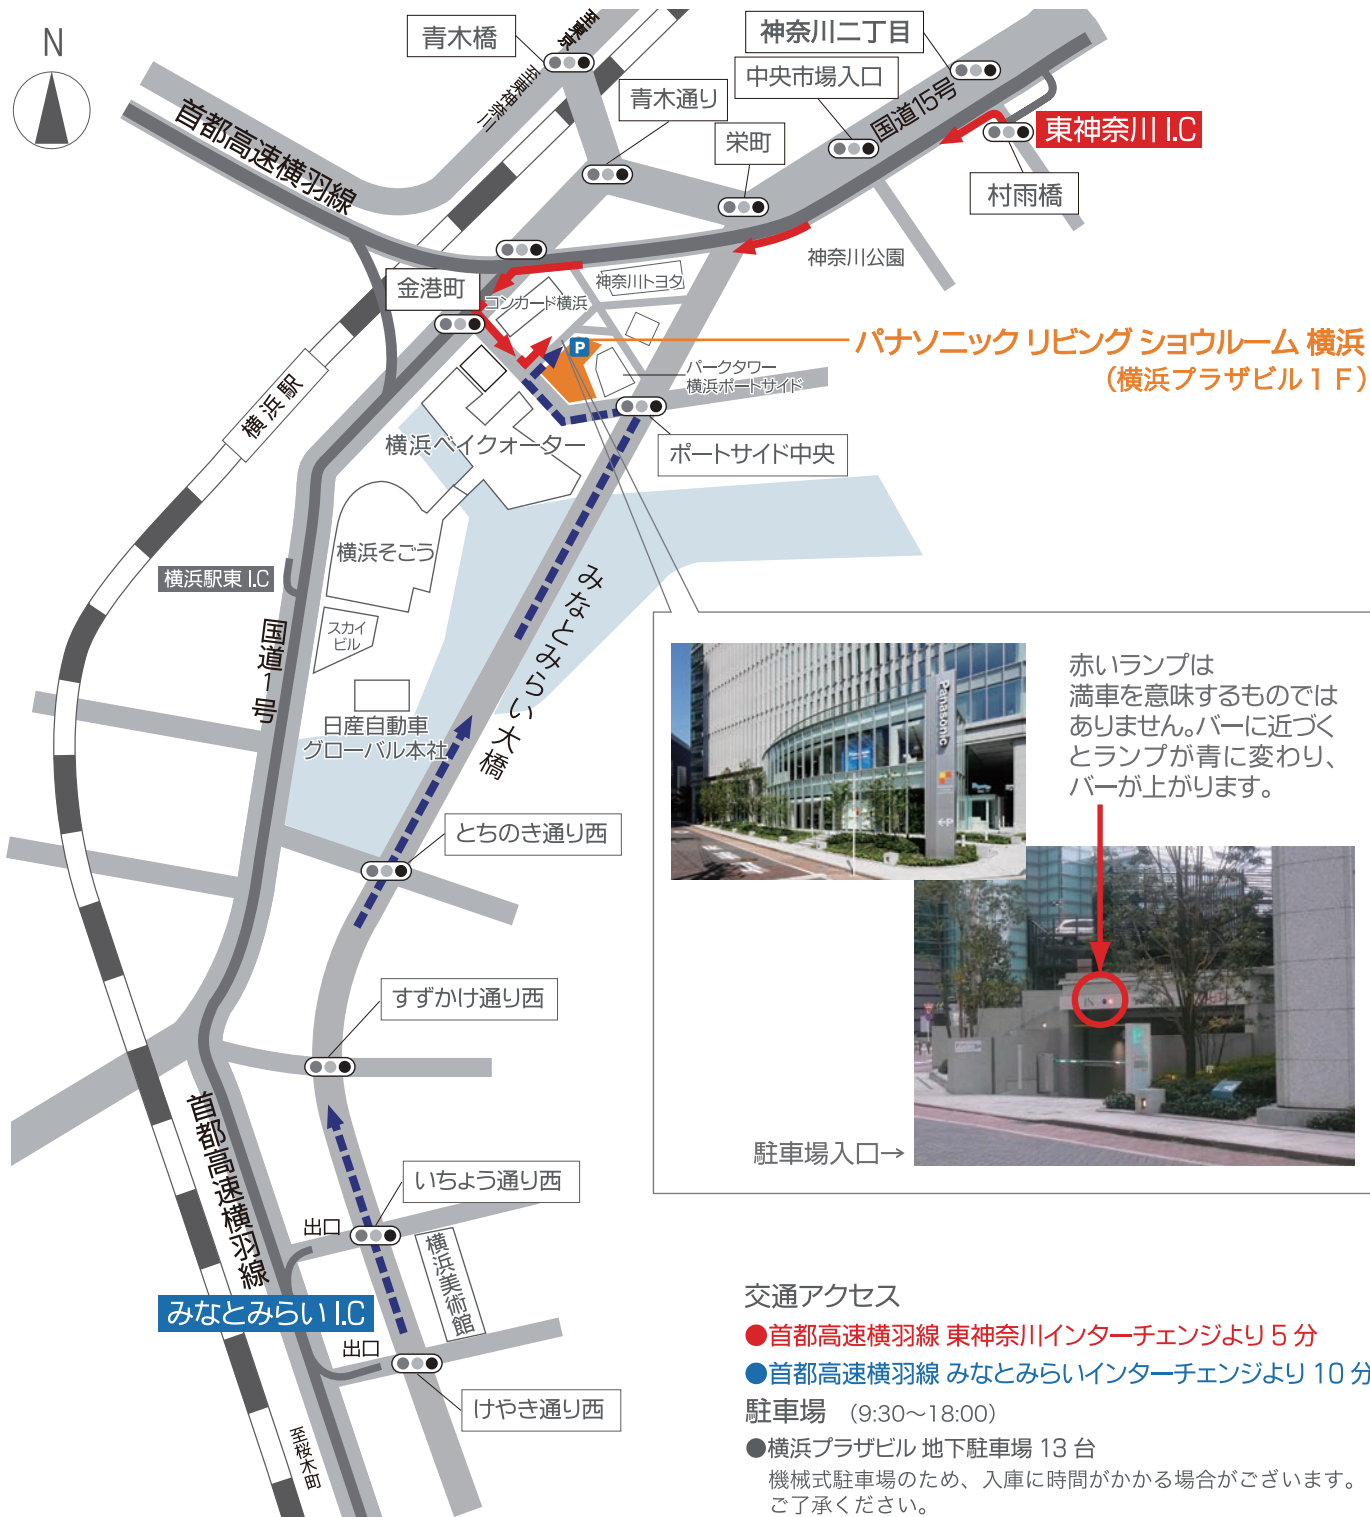 N
青木橋
至東京
至東神奈川
神奈川二丁目
中央市場入口
国道15号
青木通り
栄町
東神奈川 I.C
村雨橋
首都高速横羽線
神奈川公園
神奈川トヨタ
金港町
コンカード横浜
P
パナソニック リビング ショウルーム 横浜
(横浜プラザビル1F)
パークタワー
横浜ポートサイド
横浜駅
横浜ベイクォーター
ポートサイド中央
横浜そごう
横浜駅東 I.C
スカイ
ビル
国道1号
みなとみらい大橋
日産自動車
グローバル本社
とちのき通り西
すずかけ通り西
首都高速横羽線
いちょう通り西
出口
横浜美術館
みなとみらい I.C
出口
けやき通り西
至桜木町
Panasonic
←P
赤いランプは
満車を意味するものでは
ありません。バーに近づく
とランプが青に変わり、
バーが上がります。
IN
駐車場入口→
交通アクセス
●首都高速横羽線 東神奈川インターチェンジより 5 分
●首都高速横羽線 みなとみらいインターチェンジより 10 分
駐車場 (9:30〜18:00)
●横浜プラザビル 地下駐車場 13 台
機械式駐車場のため、入庫に時間がかかる場合がございます。
ご了承ください。